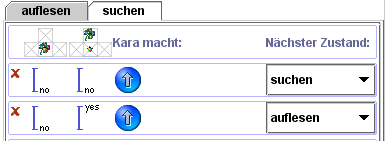 auflesen suchen
Kara macht: Nächster Zustand:
no no suchen
no yes auflesen